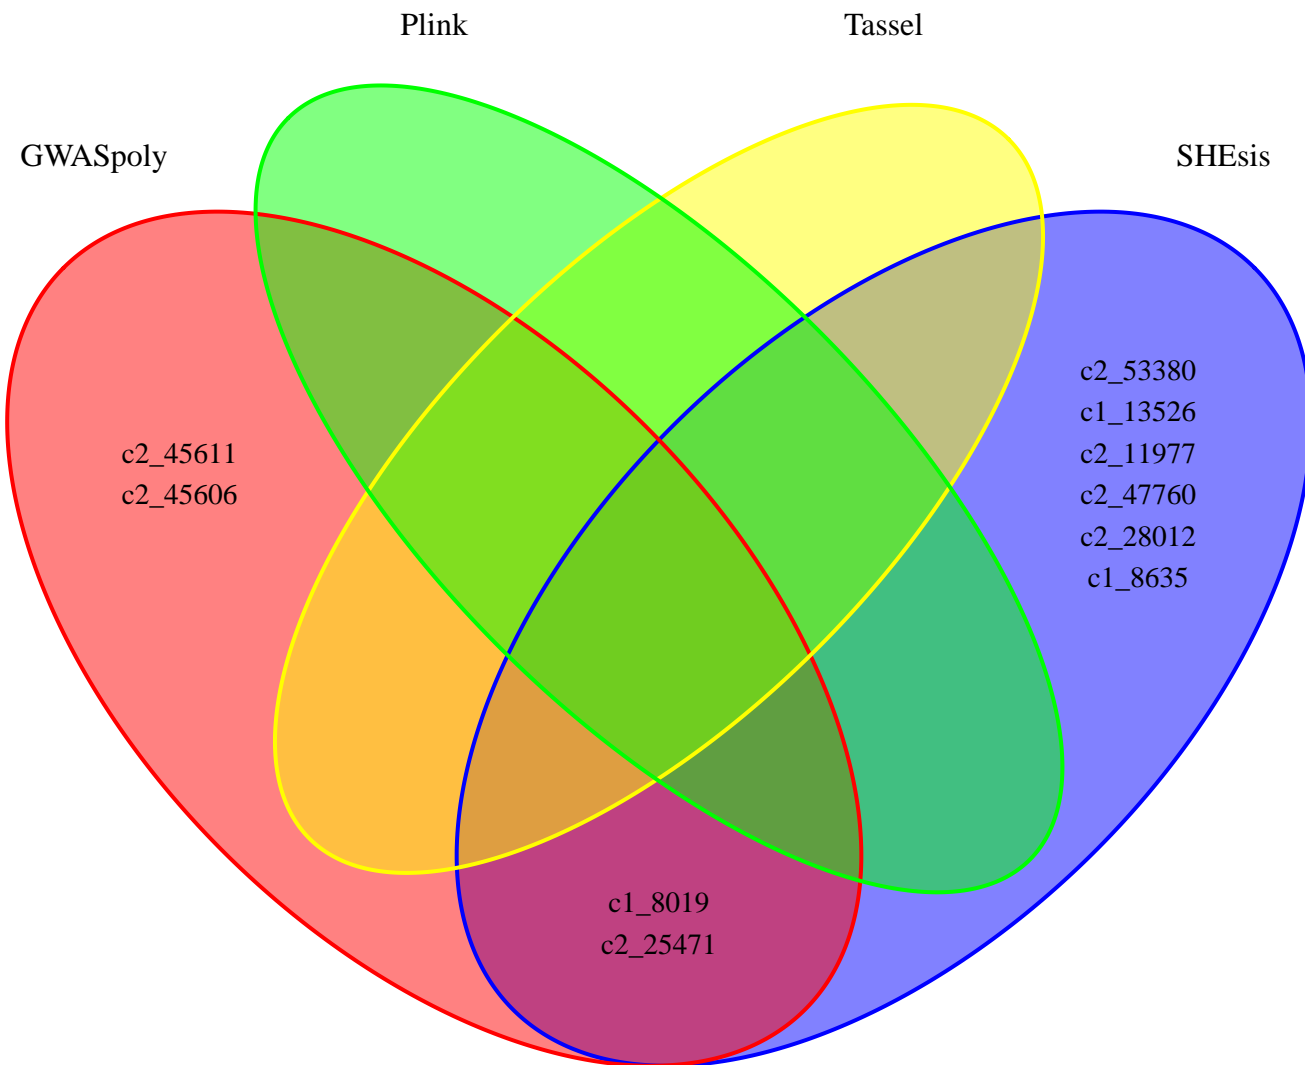 Plink
Tassel
GWASpoly
SHEsis
c2_45611
c2_45606
c2_53380
c1_13526
c2_11977
c2_47760
c2_28012
c1_8635
c1_8019
c2_25471